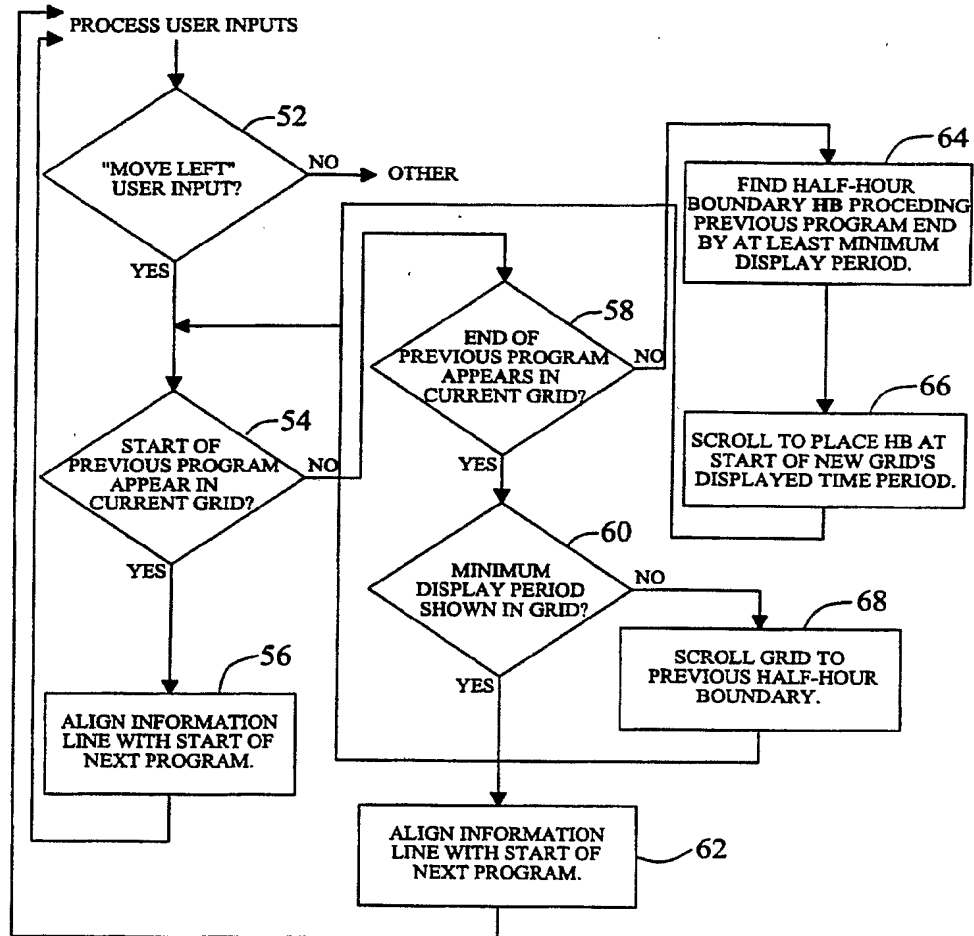 PROCESS USER INPUTS
52
"MOVE LEFT"
USER INPUT?
NO
OTHER
YES
54
START OF
PREVIOUS PROGRAM
APPEAR IN
CURRENT GRID?
NO
YES
56
ALIGN INFORMATION
LINE WITH START OF
NEXT PROGRAM.
58
END OF
PREVIOUS PROGRAM
APPEARS IN
CURRENT GRID?
NO
YES
60
MINIMUM
DISPLAY PERIOD
SHOWN IN GRID?
NO
YES
62
ALIGN INFORMATION
LINE WITH START OF
NEXT PROGRAM.
64
FIND HALF-HOUR
BOUNDARY HB PROCEDING
PREVIOUS PROGRAM END
BY AT LEAST MINIMUM
DISPLAY PERIOD.
66
SCROLL TO PLACE HB AT
START OF NEW GRID'S
DISPLAYED TIME PERIOD.
68
SCROLL GRID TO
PREVIOUS HALF-HOUR
BOUNDARY.